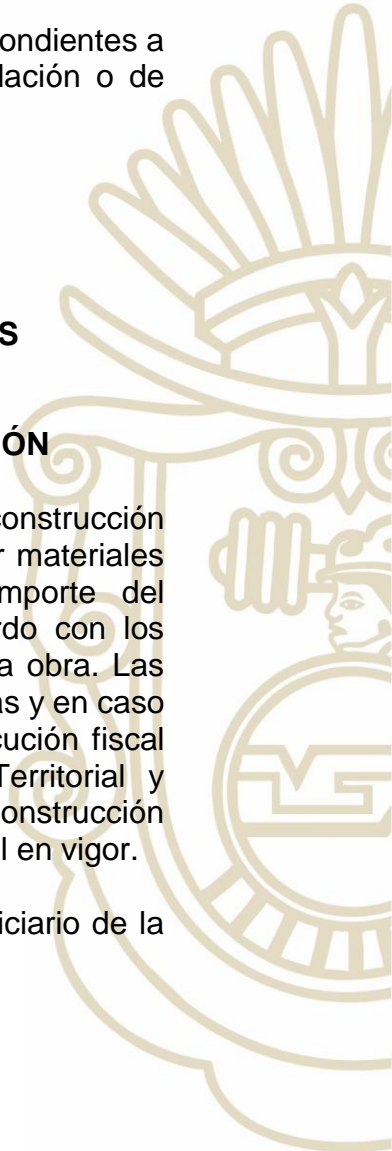 ondientes a
lación o de
S
IÓN
construcción
r materiales
mporte del
rdo con los
a obra. Las
as y en caso
cución fiscal
Territorial y
onstrucción
l en vigor.
iciario de la